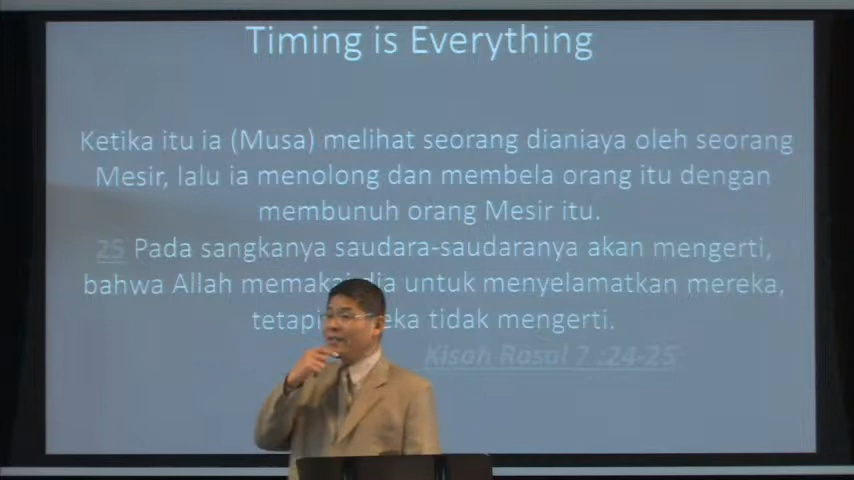 Timing is Everything
Ketika itu ia (Musa) melihat seorang dianiaya oleh seorang
Mesir, lalu ia menolong dan membela orang itu dengan
membunuh orang Mesir itu.
25 Pada sangkanya saudara-saudaranya akan mengerti,
bahwa Allah memakai dia untuk menyelamatkan mereka,
tetapi eka tidak mengerti.
Kisah Rasul 7 :24-25